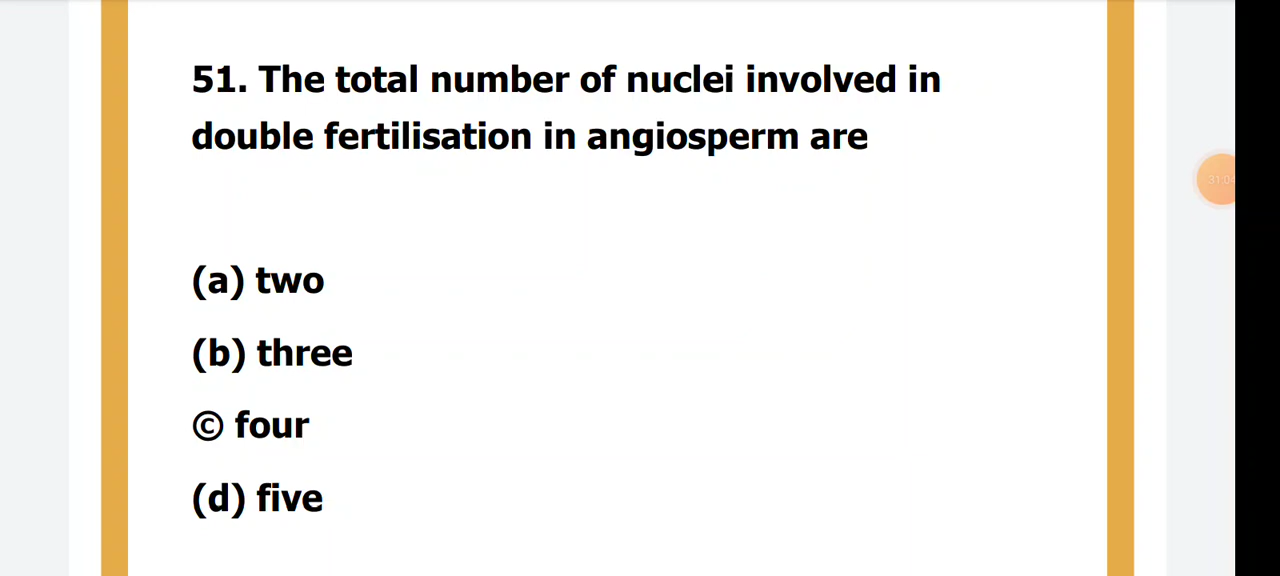 51. The total number of nuclei involved in
double fertilisation in angiosperm are
(a) two
(b) three
© four
(d) five